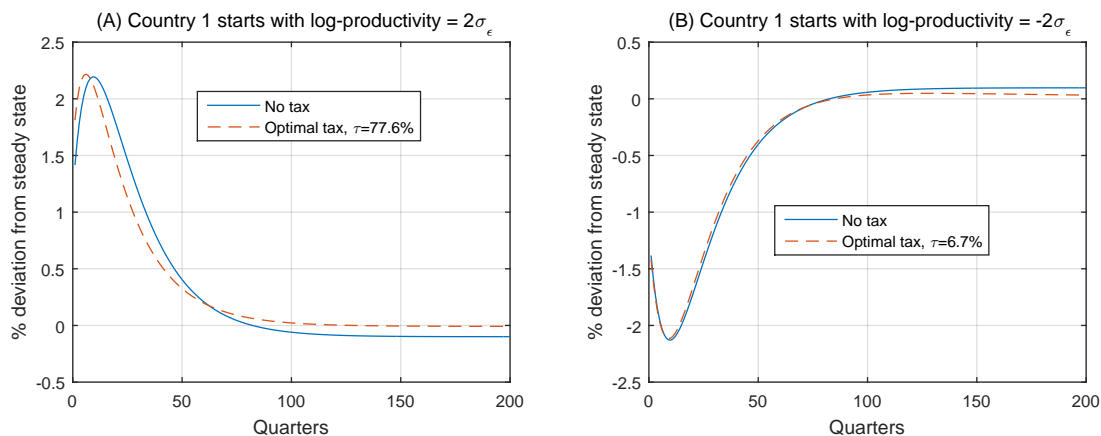 (A) Country 1 starts with log-productivity = 2σϵ
% deviation from steady state
2.5
2
1.5
1
0.5
0
-0.5
No tax
Optimal tax, τ=77.6%
0 50 100 150 200
Quarters
(B) Country 1 starts with log-productivity = -2σϵ
% deviation from steady state
0.5
0
-0.5
-1
-1.5
-2
-2.5
No tax
Optimal tax, τ=6.7%
0 50 100 150 200
Quarters